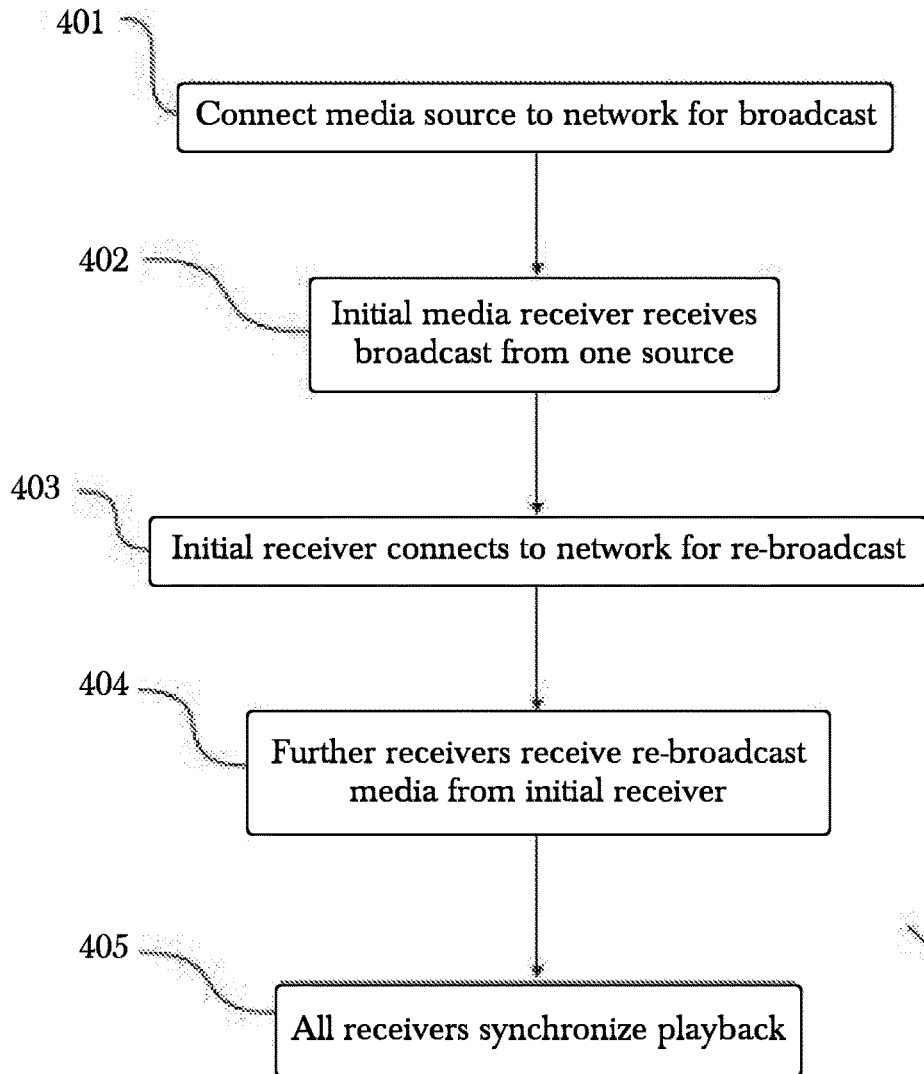 401
Connect media source to network for broadcast
402
Initial media receiver receives
broadcast from one source
403
Initial receiver connects to network for re-broadcast
404
Further receivers receive re-broadcast
media from initial receiver
405
All receivers synchronize playback